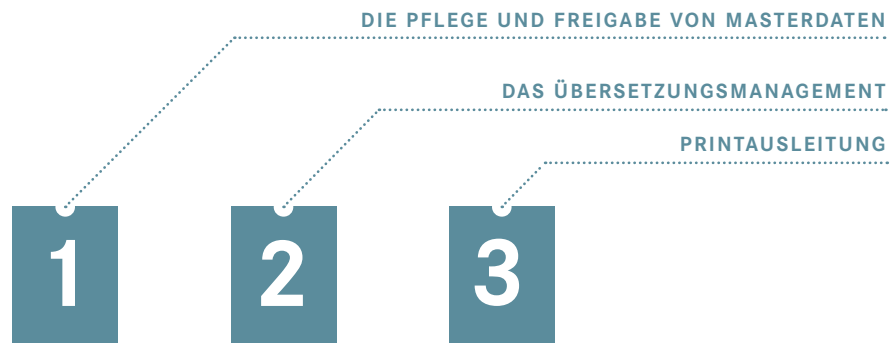 DIE PFLEGE UND FREIGABE VON MASTERDATEN
DAS ÜBERSETZUNGSMANAGEMENT
PRINTAUSLEITUNG
1 2 3